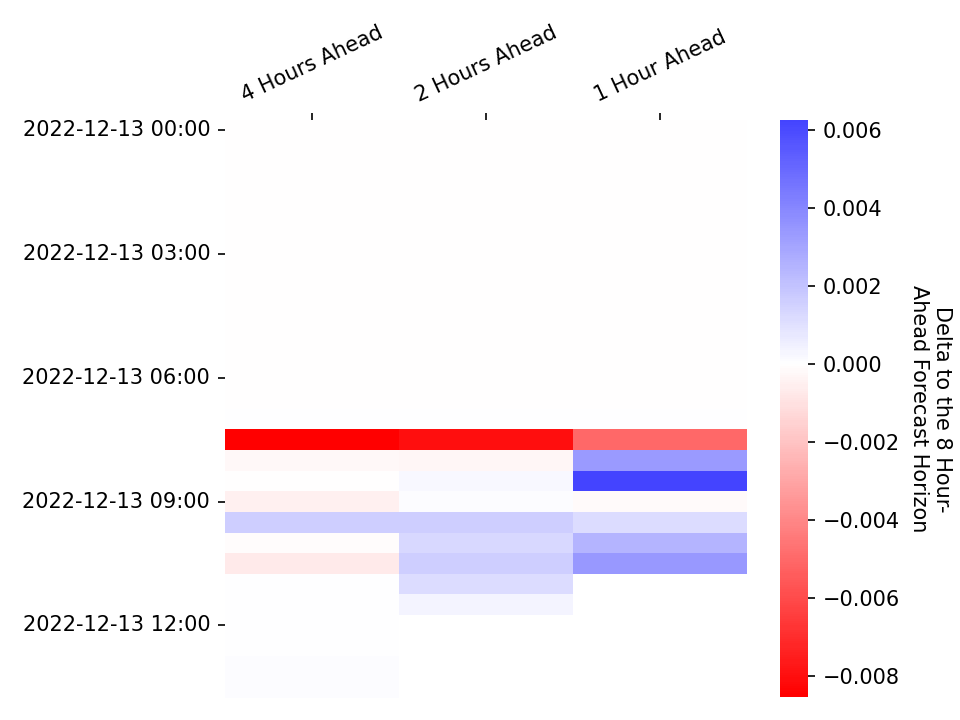 4 Hours Ahead
2 Hours Ahead
1 Hour Ahead
2022-12-13 00:00
2022-12-13 03:00
2022-12-13 06:00
2022-12-13 09:00
2022-12-13 12:00
0.006
0.004
0.002
0.000
−0.002
−0.004
−0.006
−0.008
Delta to the 8 Hour-
Ahead Forecast Horizon